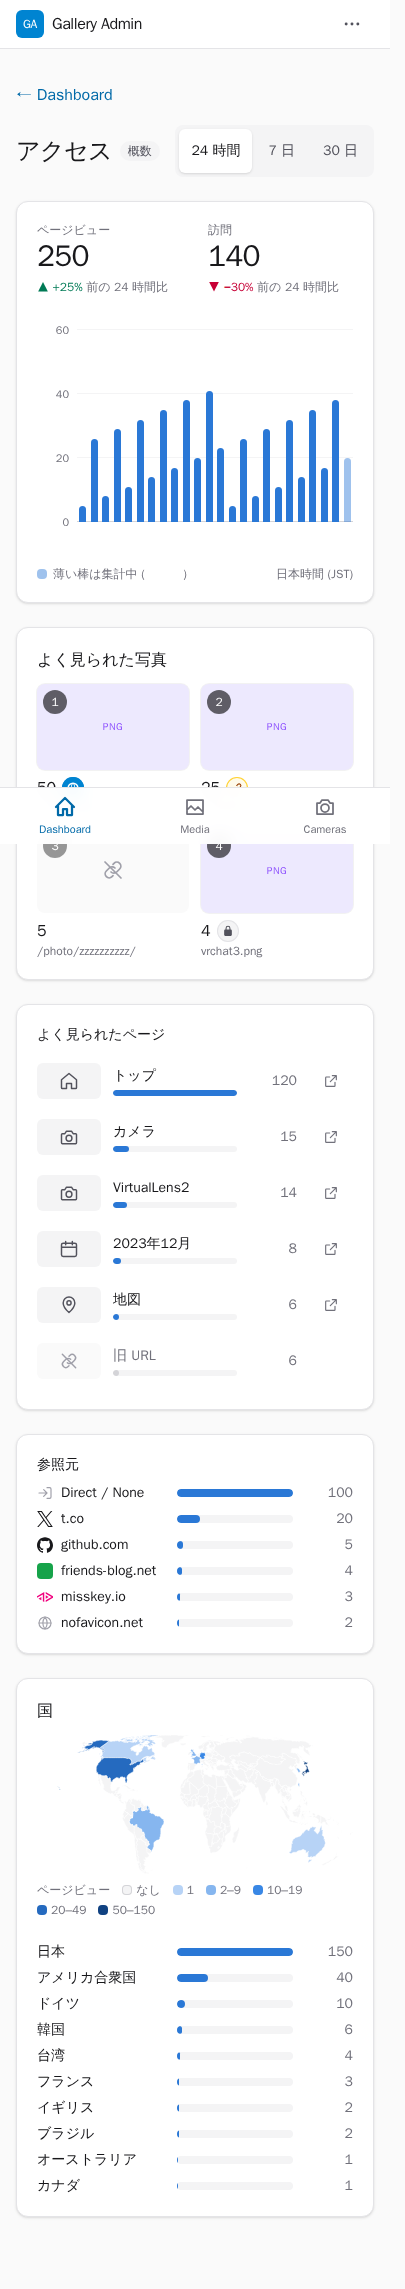 GA Gallery Admin
← Dashboard
アクセス 概数 24 時間 7 日 30 日
ページビュー 訪問
250 140
▲ +25% 前の 24 時間比 ▼ −30% 前の 24 時間比
60
40
20
0
薄い棒は集計中 ( ) 日本時間 (JST)
よく見られた写真
1 PNG 2 PNG
Dashboard Media Cameras
3 4 PNG
5 4
/photo/zzzzzzzzzz/ vrchat3.png
よく見られたページ
トップ 120
カメラ 15
VirtualLens2 14
2023年12月 8
地図 6
旧 URL 6
参照元
Direct / None 100
t.co 20
github.com 5
friends-blog.net 4
misskey.io 3
nofavicon.net 2
国
ページビュー なし 1 2–9 10–19
20–49 50–150
日本 150
アメリカ合衆国 40
ドイツ 10
韓国 6
台湾 4
フランス 3
イギリス 2
ブラジル 2
オーストラリア 1
カナダ 1